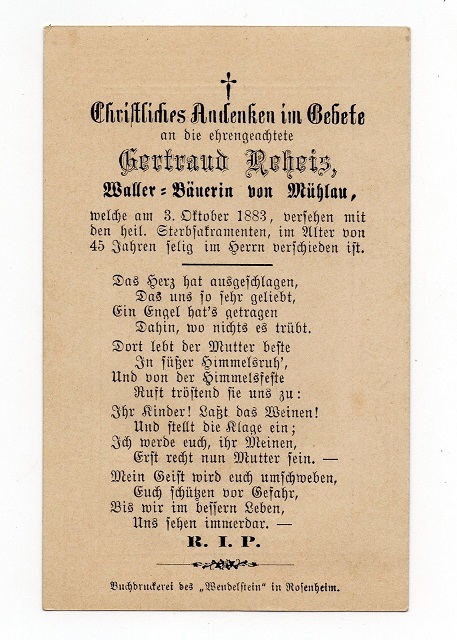 †
Christliches Andenken im Gebete
an die ehrengeachtete
Gertraud Reheis,
Waller-Bäuerin von Mühlau,
welche am 3. Oktober 1883, versehen mit
den heil. Sterbsakramenten, im Alter von
45 Jahren selig im Herrn verschieden ist.
Das Herz hat ausgeschlagen,
Das uns so sehr geliebt,
Ein Engel hat's getragen
Dahin, wo nichts es trübt.
Dort lebt der Mutter beste
In süßer Himmelsruh',
Und von der Himmelsfeste
Ruft tröstend sie uns zu:
Ihr Kinder! Laßt das Weinen!
Und stellt die Klage ein;
Ich werde euch, ihr Meinen,
Erst recht nun Mutter sein. —
Mein Geist wird euch umschweben,
Euch schützen vor Gefahr,
Bis wir im bessern Leben,
Uns sehen immerdar. —
R. I. P.
Buchdruckerei des „Wendelstein" in Rosenheim.